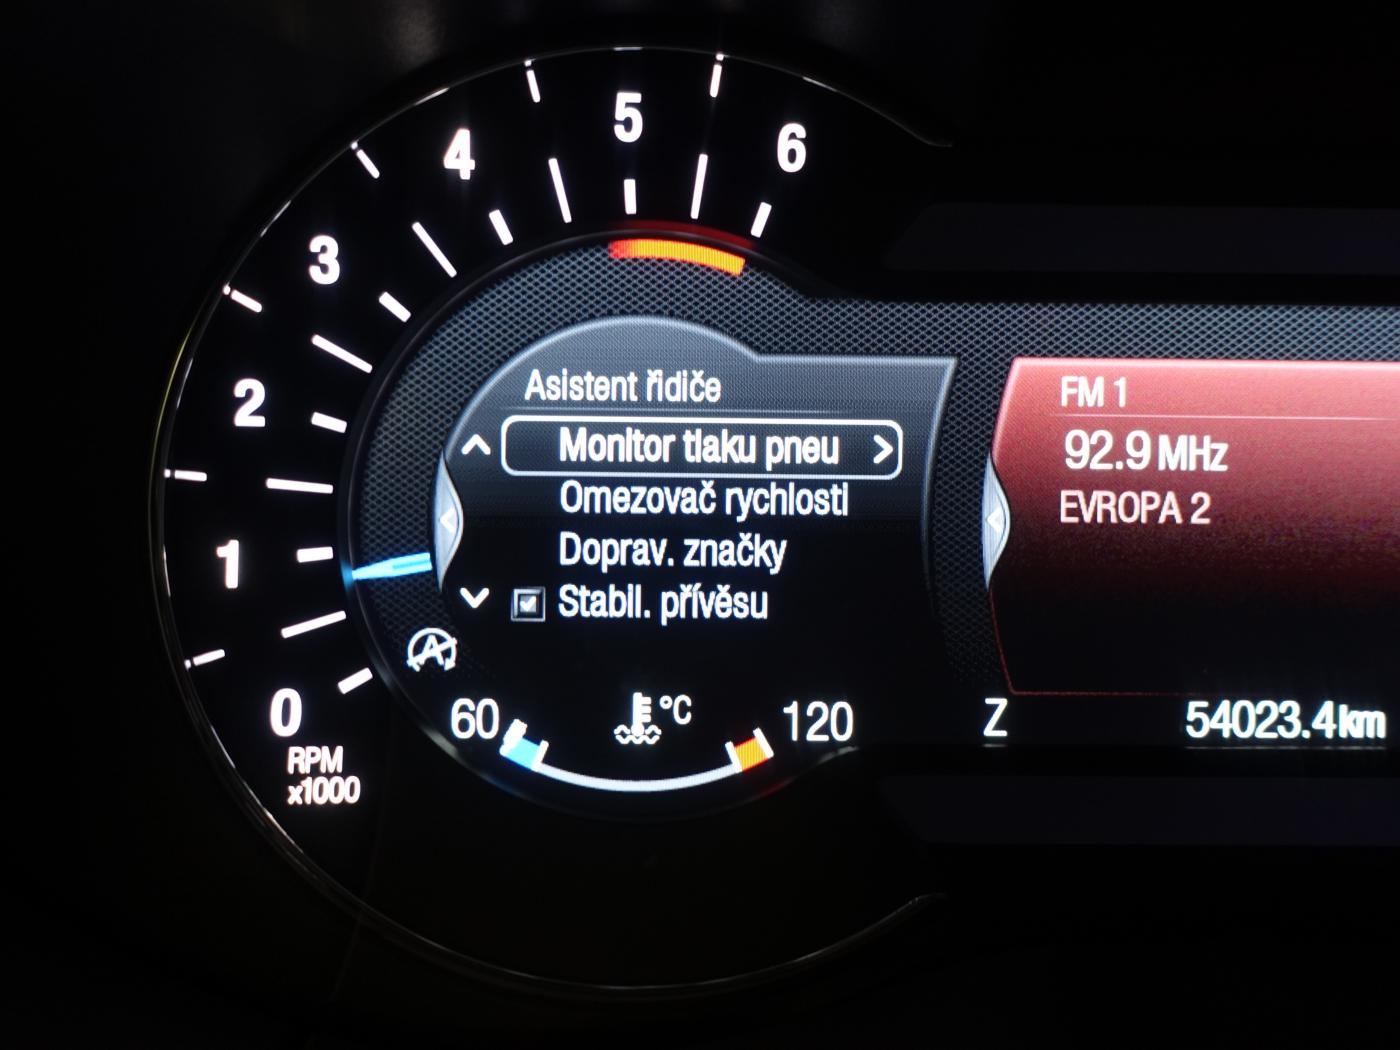 5
6
4
3
2
1
0
RPM
x1000
Asistent řidiče
Monitor tlaku pneu
Omezovač rychlosti
Doprav. značky
Stabil. přívěsu
A
60
°C
120
FM 1
92.9 MHz
EVROPA 2
Z
54023.4 km